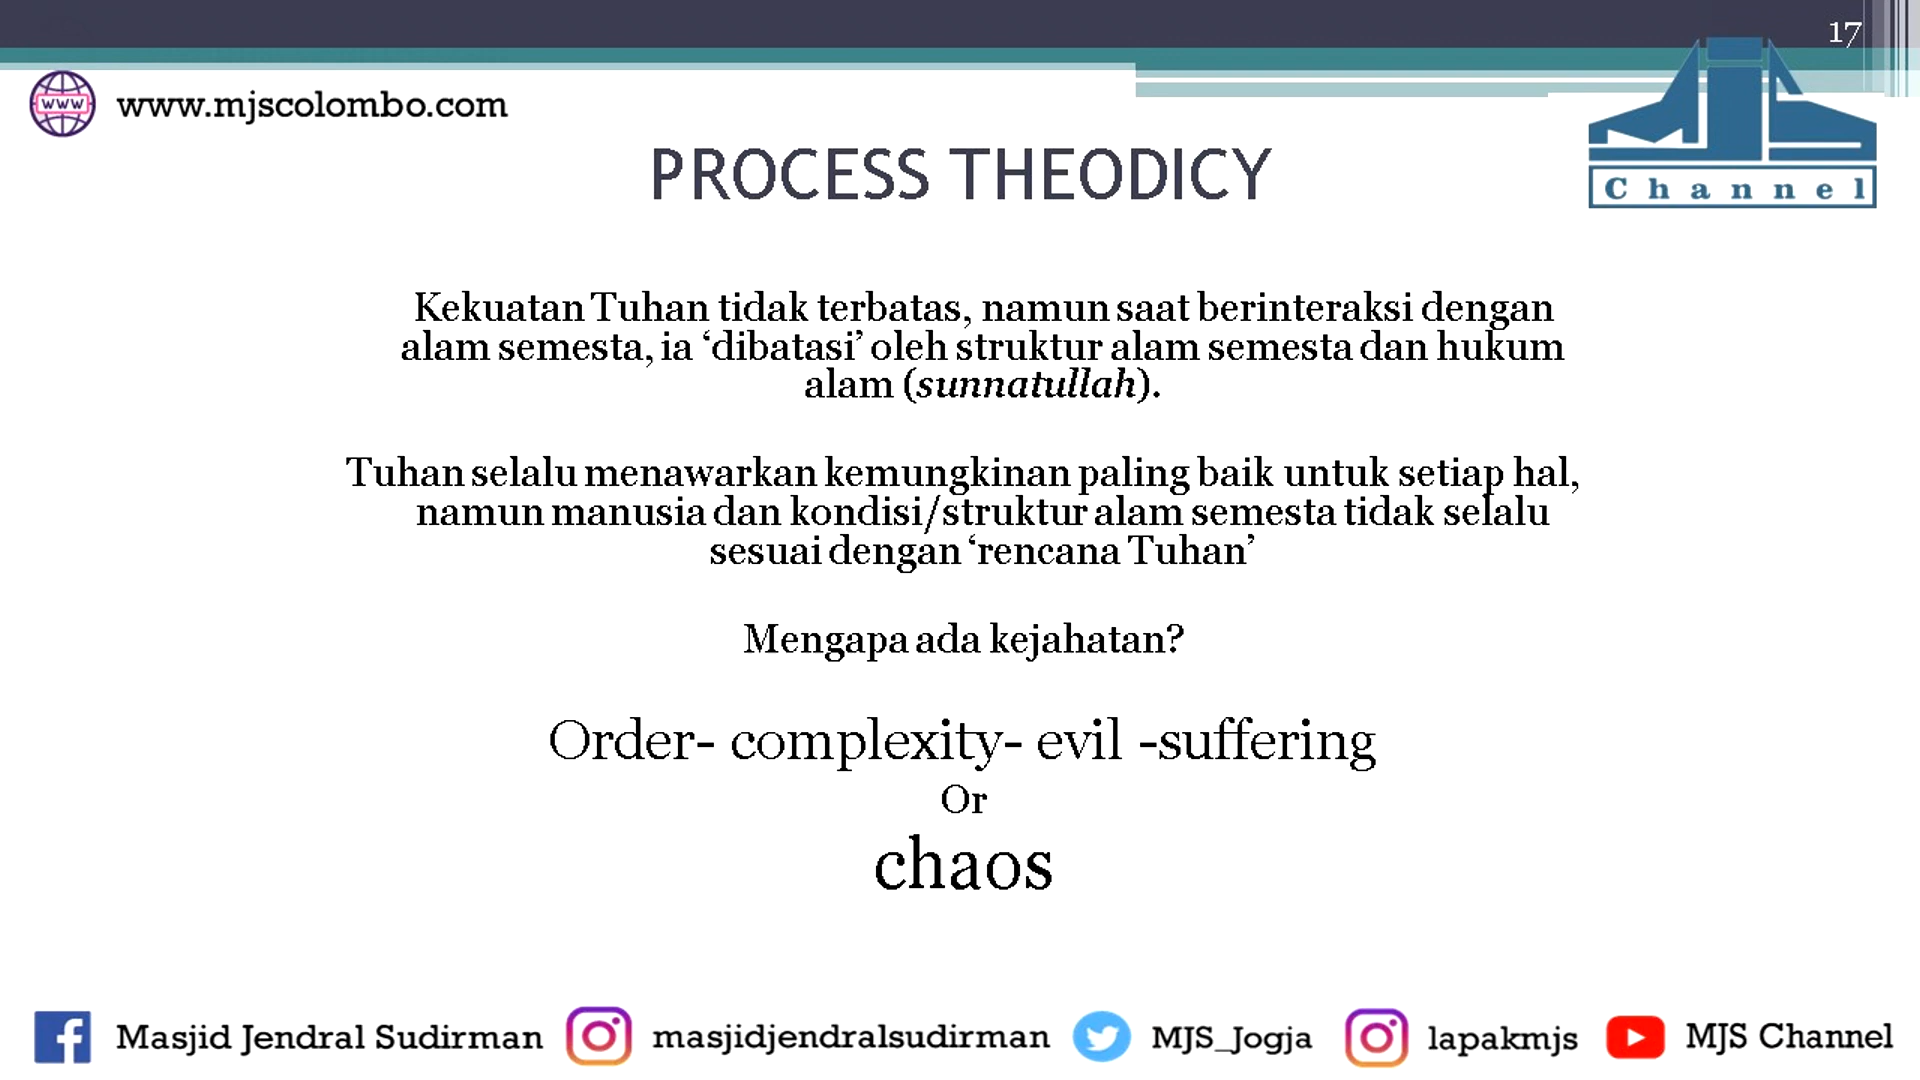 17
www
www.mjscolombo.com
MJS
Channel
PROCESS THEODICY
Kekuatan Tuhan tidak terbatas, namun saat berinteraksi dengan
alam semesta, ia ‘dibatasi’ oleh struktur alam semesta dan hukum
alam (sunnatullah).
Tuhan selalu menawarkan kemungkinan paling baik untuk setiap hal,
namun manusia dan kondisi/struktur alam semesta tidak selalu
sesuai dengan ‘rencana Tuhan’
Mengapa ada kejahatan?
Order- complexity- evil -suffering
Or
chaos
Masjid Jendral Sudirman masjidjendralsudirman MJS_Jogja lapakmjs MJS Channel